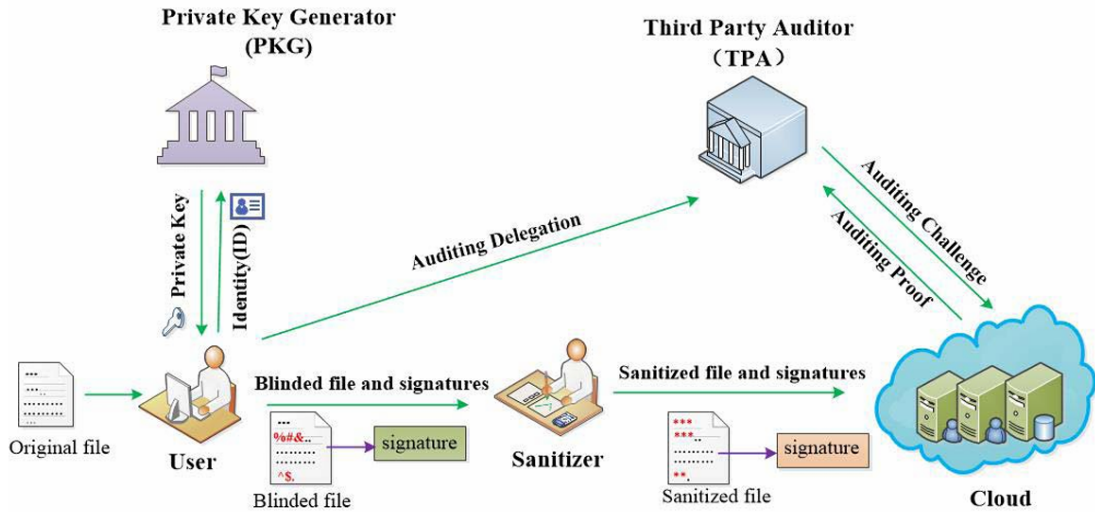 Private Key Generator
(PKG)
Third Party Auditor
（TPA）
Private Key
Identity(ID)
Auditing Delegation
Auditing Challenge
Auditing Proof
Original file
User
Blinded file and signatures
...
%#&..
^$.
signature
Blinded file
Sanitizer
Sanitized file and signatures
***
***..
**.
signature
Sanitized file
Cloud